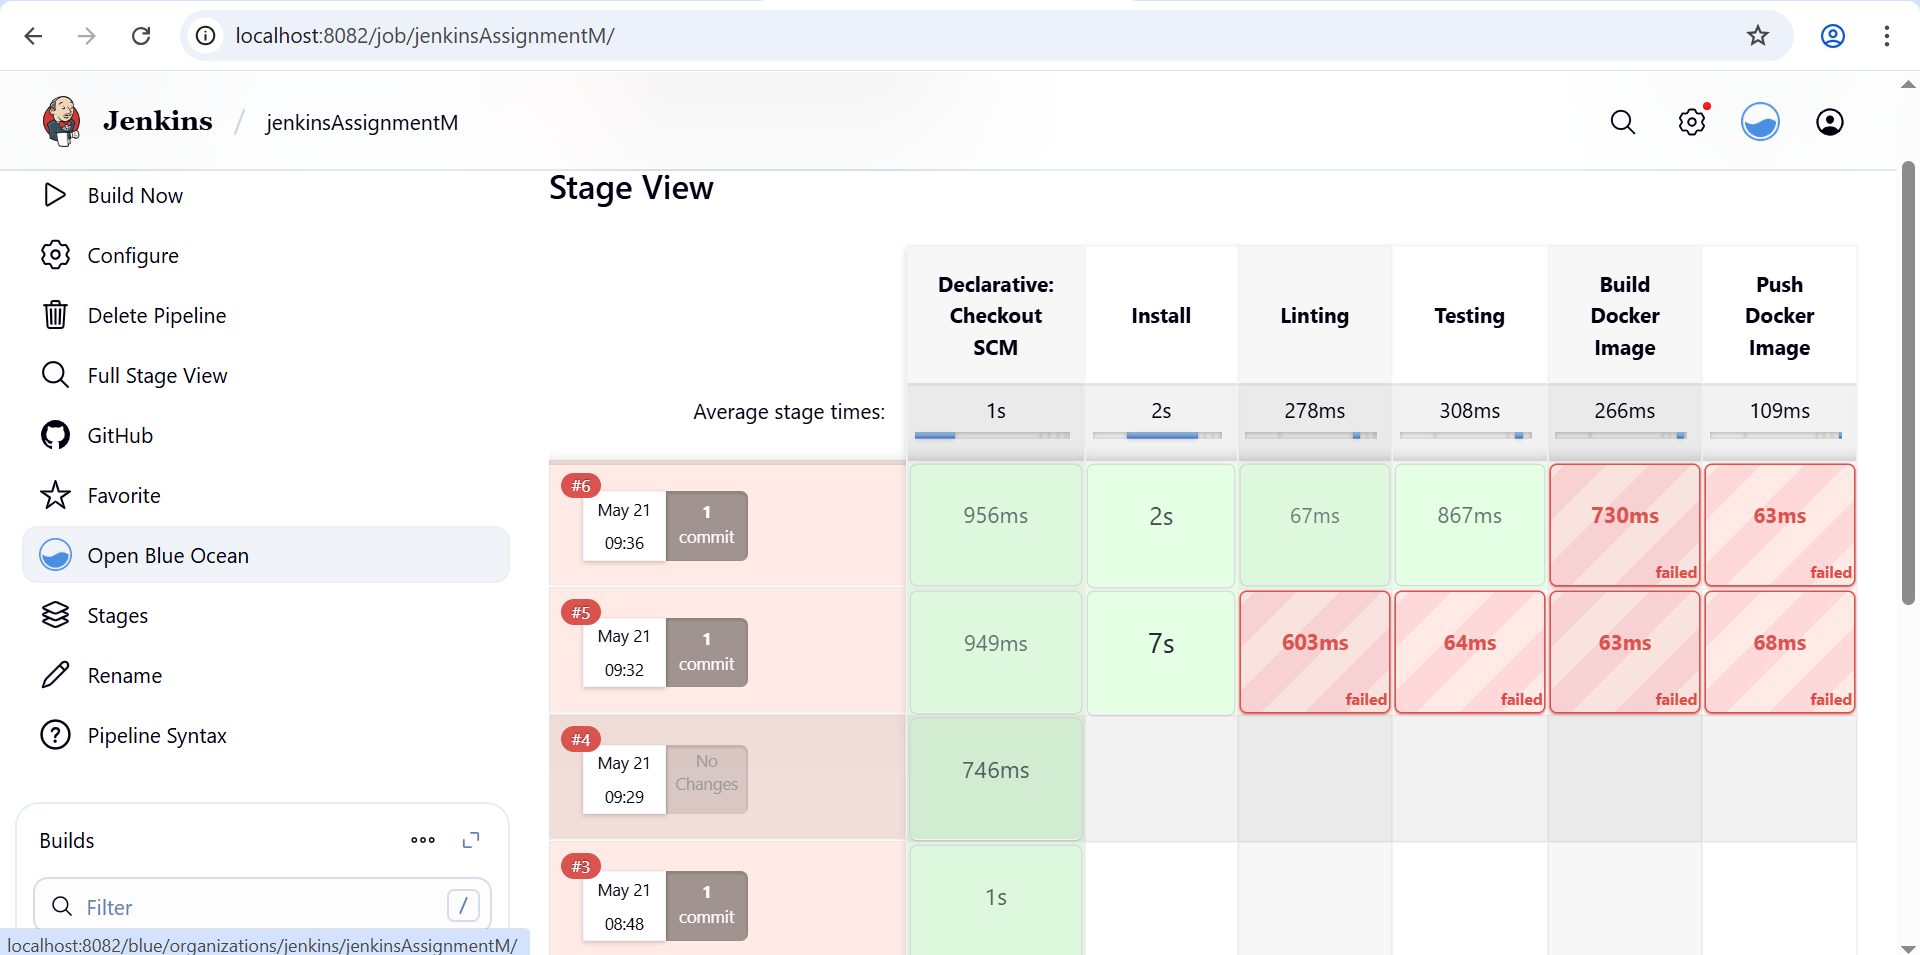 localhost:8082/job/jenkinsAssignmentM/
Jenkins / jenkinsAssignmentM
Build Now
Configure
Delete Pipeline
Full Stage View
GitHub
Favorite
Open Blue Ocean
Stages
Rename
Pipeline Syntax
Builds
Filter /
localhost:8082/blue/organizations/jenkins/jenkinsAssignmentM/
Stage View
Declarative:
Checkout
SCM
Install
Linting
Testing
Build
Docker
Image
Push
Docker
Image
Average stage times: 1s 2s 278ms 308ms 266ms 109ms
#6
May 21
09:36
1
commit
956ms
2s
67ms
867ms
730ms
failed
63ms
failed
#5
May 21
09:32
1
commit
949ms
7s
603ms
failed
64ms
failed
63ms
failed
68ms
failed
#4
May 21
09:29
No
Changes
746ms
#3
May 21
08:48
1
commit
1s